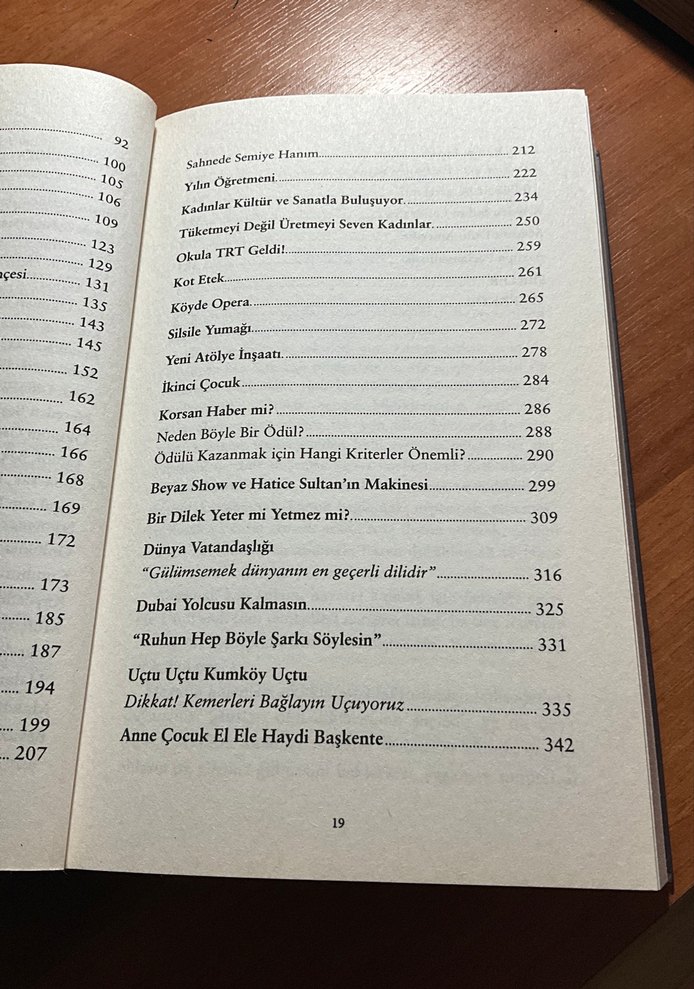 92
100
105
106
109
123
129
çesi 131
135
143
145
152
162
164
166
168
169
172
173
185
187
194
199
207
Sahnede Semiye Hanım 212
Yılın Öğretmeni 222
Kadınlar Kültür ve Sanatla Buluşuyor 234
Tüketmeyi Değil Üretmeyi Seven Kadınlar 250
Okula TRT Geldi! 259
Kot Etek 261
Köyde Opera 265
Silsile Yumağı 272
Yeni Atölye İnşaatı 278
İkinci Çocuk 284
Korsan Haber mi? 286
Neden Böyle Bir Ödül? 288
Ödülü Kazanmak için Hangi Kriterler Önemli? 290
Beyaz Show ve Hatice Sultan’ın Makinesi 299
Bir Dilek Yeter mi Yetmez mi? 309
Dünya Vatandaşlığı
“Gülümsemek dünyanın en geçerli dilidir” 316
Dubai Yolcusu Kalmasın 325
“Ruhun Hep Böyle Şarkı Söylesin” 331
Uçtu Uçtu Kumköy Uçtu
Dikkat! Kemerleri Bağlayın Uçuyoruz 335
Anne Çocuk El Ele Haydi Başkente 342
19